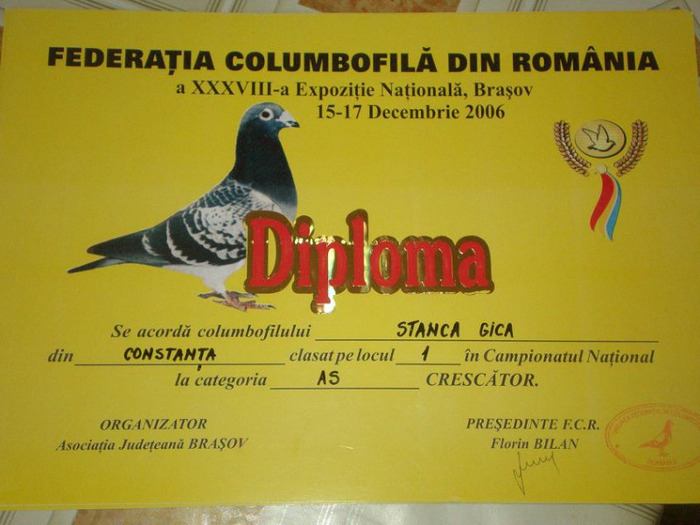 FEDERAȚIA COLUMBOFILĂ DIN ROMÂNIA
a XXXVIII-a Expoziție Națională, Brașov
15-17 Decembrie 2006
Diploma
Se acordă columbofilului STANCA GICA
din CONSTANȚA clasat pe locul 1 în Campionatul Național
la categoria AS CRESCĂTOR.
ORGANIZATOR
Asociația Județeană BRAȘOV
PREȘEDINTE F.C.R.
Florin BILAN